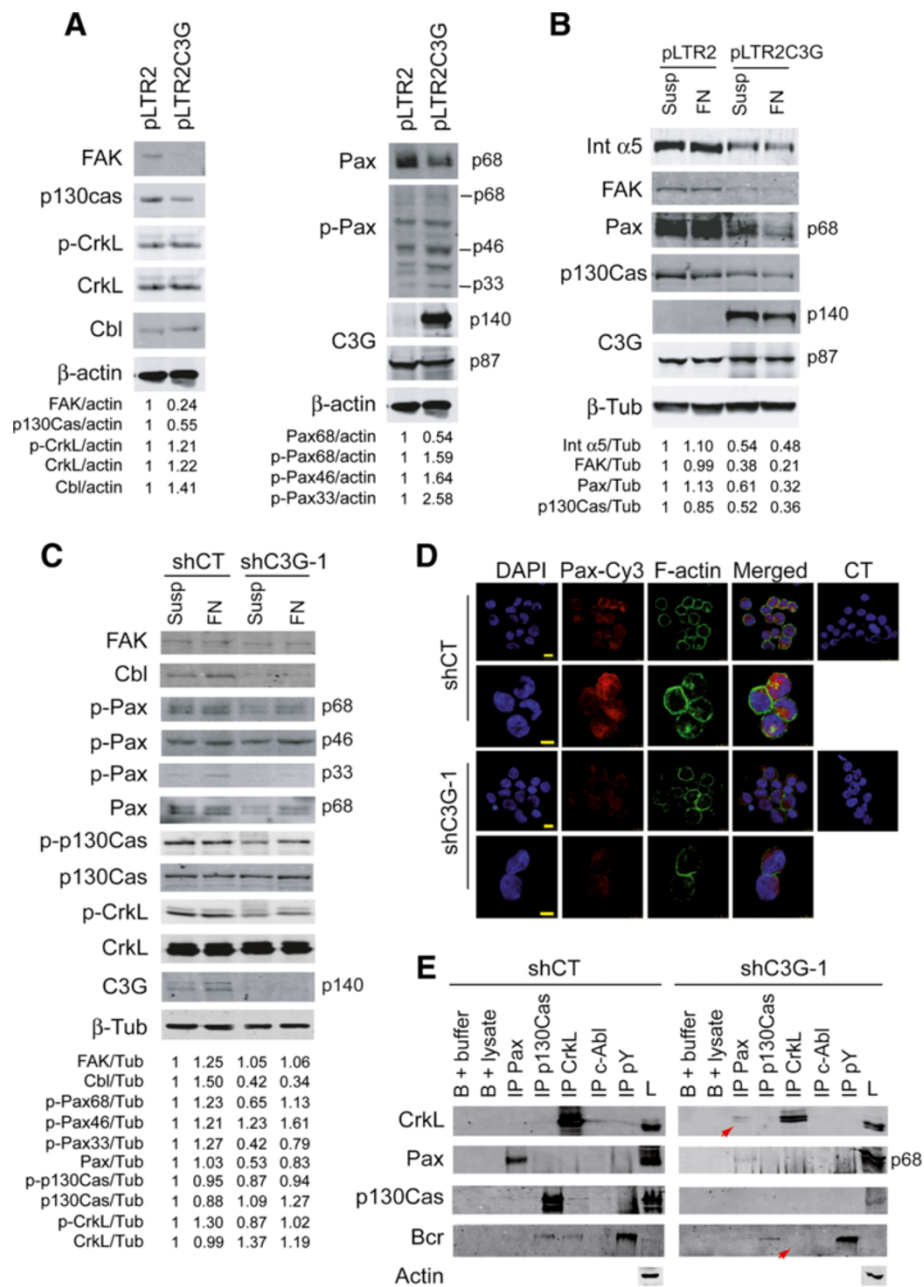 A
pLTR2
pLTR2C3G
FAK
p130cas
p-CrkL
CrkL
Cbl
β-actin
FAK/actin 1 0.24
p130Cas/actin 1 0.55
p-CrkL/actin 1 1.21
CrkL/actin 1 1.22
Cbl/actin 1 1.41
pLTR2
pLTR2C3G
Pax p68
p-Pax
p68
p46
p33
C3G
p140
p87
β-actin
Pax68/actin 1 0.54
p-Pax68/actin 1 1.59
p-Pax46/actin 1 1.64
p-Pax33/actin 1 2.58
B
pLTR2 pLTR2C3G
Susp FN Susp FN
Int α5
FAK
Pax p68
p130Cas
C3G
p140
p87
β-Tub
Int α5/Tub 1 1.10 0.54 0.48
FAK/Tub 1 0.99 0.38 0.21
Pax/Tub 1 1.13 0.61 0.32
p130Cas/Tub 1 0.85 0.52 0.36
C
shCT shC3G-1
Susp FN Susp FN
FAK
Cbl
p-Pax p68
p-Pax p46
p-Pax p33
Pax p68
p-p130Cas
p130Cas
p-CrkL
CrkL
C3G p140
β-Tub
FAK/Tub 1 1.25 1.05 1.06
Cbl/Tub 1 1.50 0.42 0.34
p-Pax68/Tub 1 1.23 0.65 1.13
p-Pax46/Tub 1 1.21 1.23 1.61
p-Pax33/Tub 1 1.27 0.42 0.79
Pax/Tub 1 1.03 0.53 0.83
p-p130Cas/Tub 1 0.95 0.87 0.94
p130Cas/Tub 1 0.88 1.09 1.27
p-CrkL/Tub 1 1.30 0.87 1.02
CrkL/Tub 1 0.99 1.37 1.19
D
DAPI Pax-Cy3 F-actin Merged CT
shCT
shC3G-1
E
shCT shC3G-1
B + buffer B + lysate IP Pax IP p130Cas IP CrkL IP c-Abl IP pY L
B + buffer B + lysate IP Pax IP p130Cas IP CrkL IP c-Abl IP pY L
CrkL
Pax p68
p130Cas
Bcr
Actin